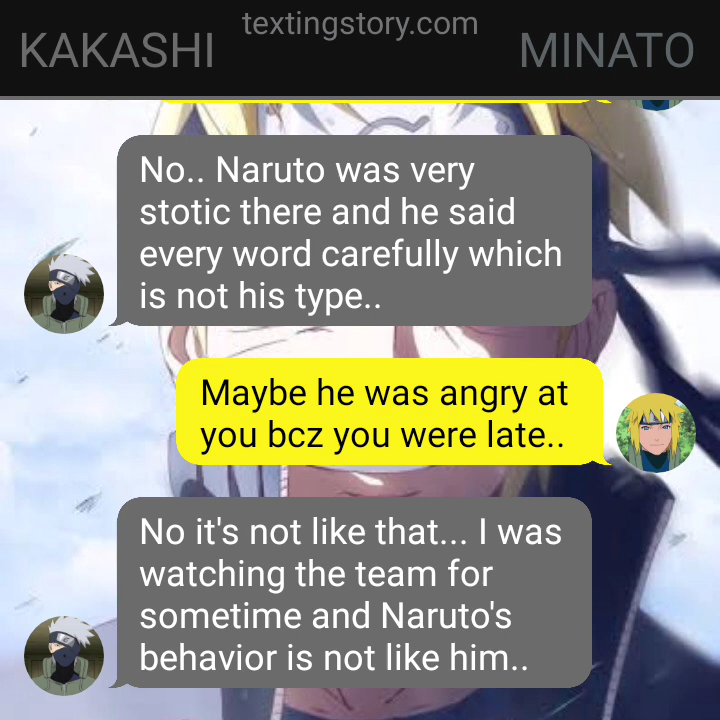 textingstory.com
KAKASHI
MINATO
No.. Naruto was very
stotic there and he said
every word carefully which
is not his type..
Maybe he was angry at
you bcz you were late..
No it's not like that... I was
watching the team for
sometime and Naruto's
behavior is not like him..